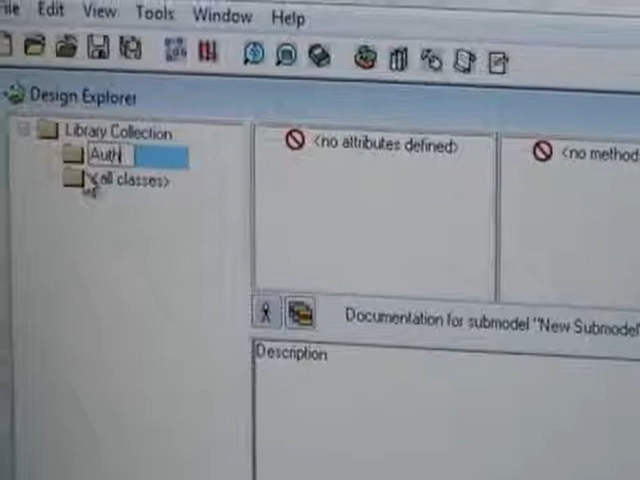 File Edit View Tools Window Help
Design Explorer
Library Collection
Auth
<all classes>
<no attributes defined>
<no method
Documentation for submodel "New Submodel"
Description